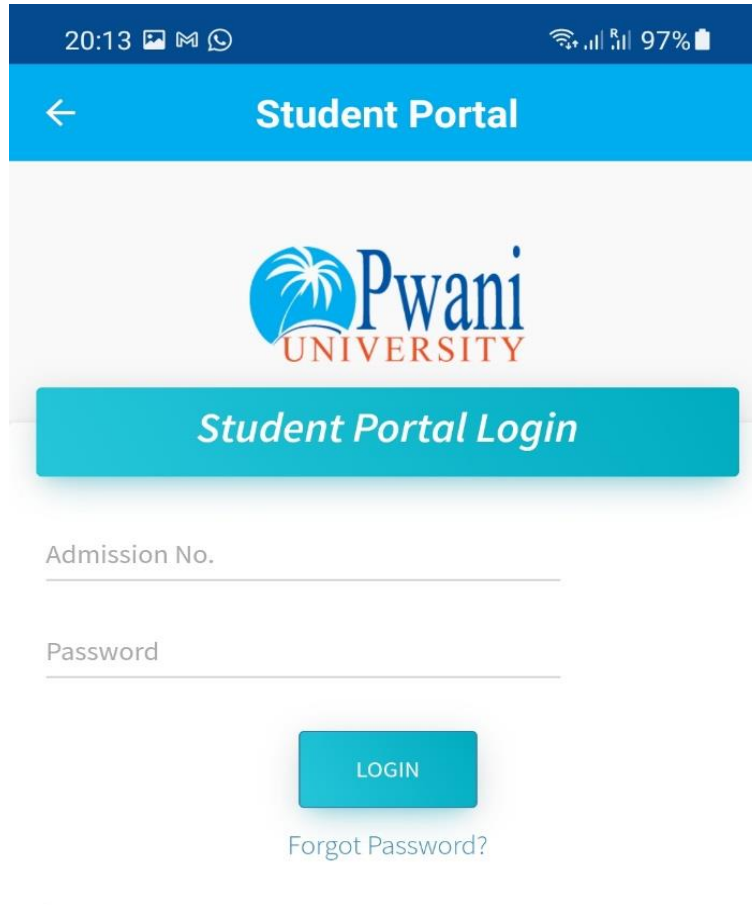 20:13 97%
Student Portal
Pwani
UNIVERSITY
Student Portal Login
Admission No.
Password
LOGIN
Forgot Password?